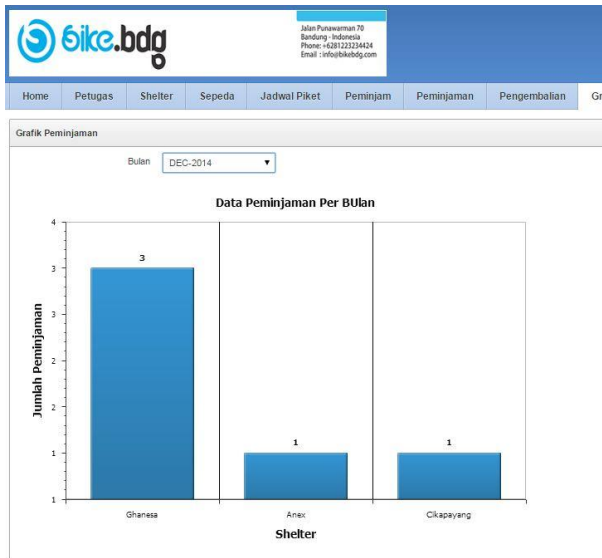 bike.bdg
Jalan Punawarman 70
Bandung - Indonesia
Phone: +6281223234424
Email : info@bikebdg.com
Home Petugas Shelter Sepeda Jadwal Piket Peminjam Peminjaman Pengembalian Gr
Grafik Peminjaman
Bulan DEC-2014
Data Peminjaman Per BUlan
4
3
3
3
2
2
1
1
1
1
Jumlah Peminjaman
Ghanesa Anex Cikapayang
Shelter